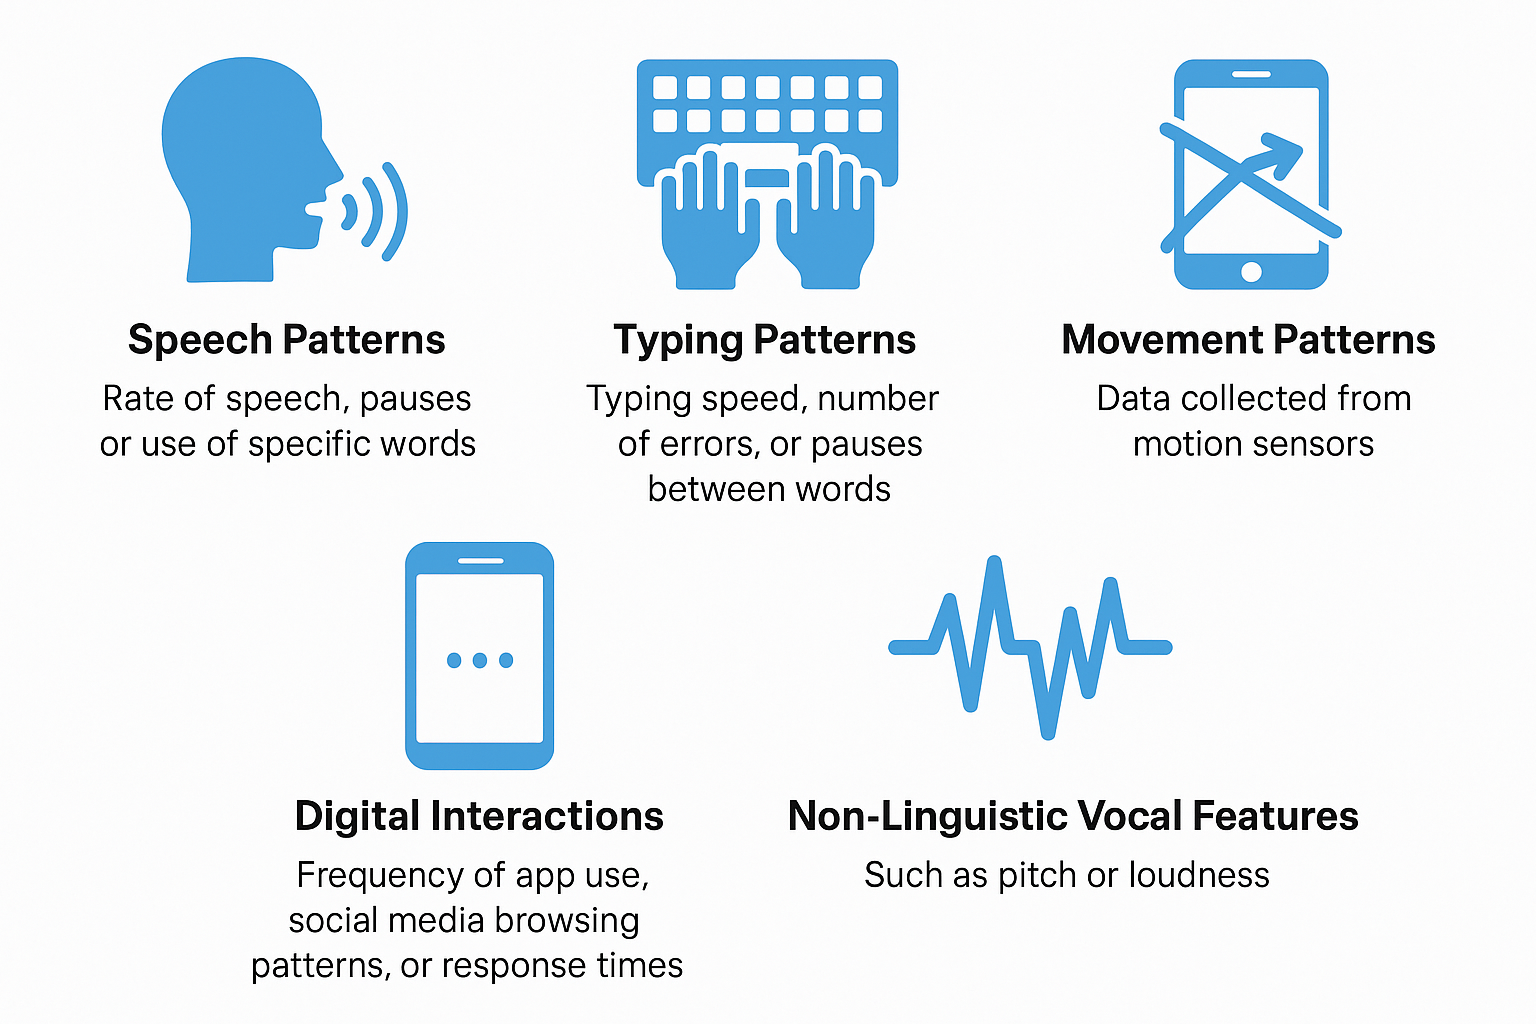 Speech Patterns
Rate of speech, pauses
or use of specific words
Typing Patterns
Typing speed, number
of errors, or pauses
between words
Movement Patterns
Data collected from
motion sensors
Digital Interactions
Frequency of app use,
social media browsing
patterns, or response times
Non-Linguistic Vocal Features
Such as pitch or loudness